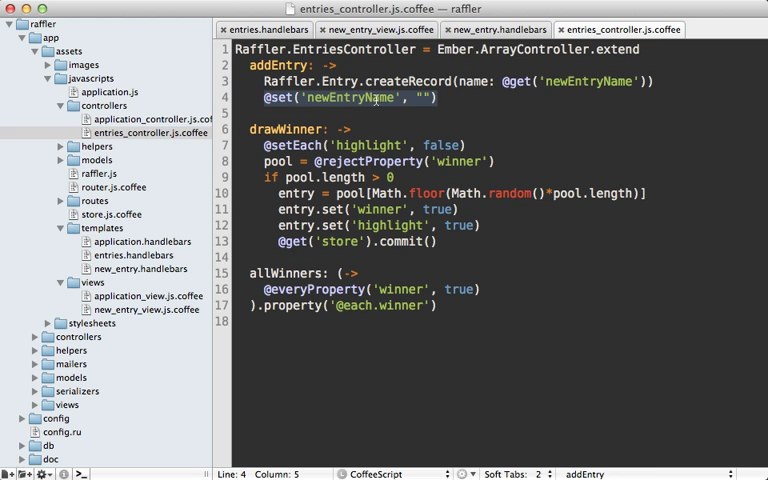 entries_controller.js.coffee — raffler
raffler
app
assets
images
javascripts
application.js
controllers
application_controller.js.cof
entries_controller.js.coffee
helpers
models
raffler.js
router.js.coffee
routes
store.js.coffee
templates
application.handlebars
entries.handlebars
new_entry.handlebars
views
application_view.js.coffee
new_entry_view.js.coffee
stylesheets
controllers
helpers
mailers
models
serializers
views
config
config.ru
db
doc
entries.handlebars new_entry_view.js.coffee new_entry.handlebars entries_controller.js.coffee
1 Raffler.EntriesController = Ember.ArrayController.extend
2 addEntry: ->
3 Raffler.Entry.createRecord(name: @get('newEntryName'))
4 @set('newEntryName', "")
5
6 drawWinner: ->
7 @setEach('highlight', false)
8 pool = @rejectProperty('winner')
9 if pool.length > 0
10 entry = pool[Math.floor(Math.random()*pool.length)]
11 entry.set('winner', true)
12 entry.set('highlight', true)
13 @get('store').commit()
14
15 allWinners: (->
16 @everyProperty('winner', true)
17 ).property('@each.winner')
18
Line: 4 Column: 5 CoffeeScript Soft Tabs: 2 addEntry